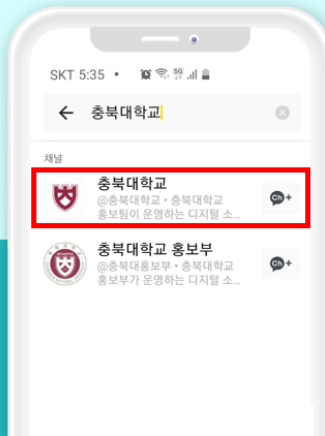 SKT 5:35 •
충북대학교
채널
충북대학교
@충북대학교 • 충북대학교
홍보팀이 운영하는 디지털 소...
Ch+
충북대학교 홍보부
@충북대홍보부 • 충북대학교
홍보부가 운영하는 디지털 소...
Ch+